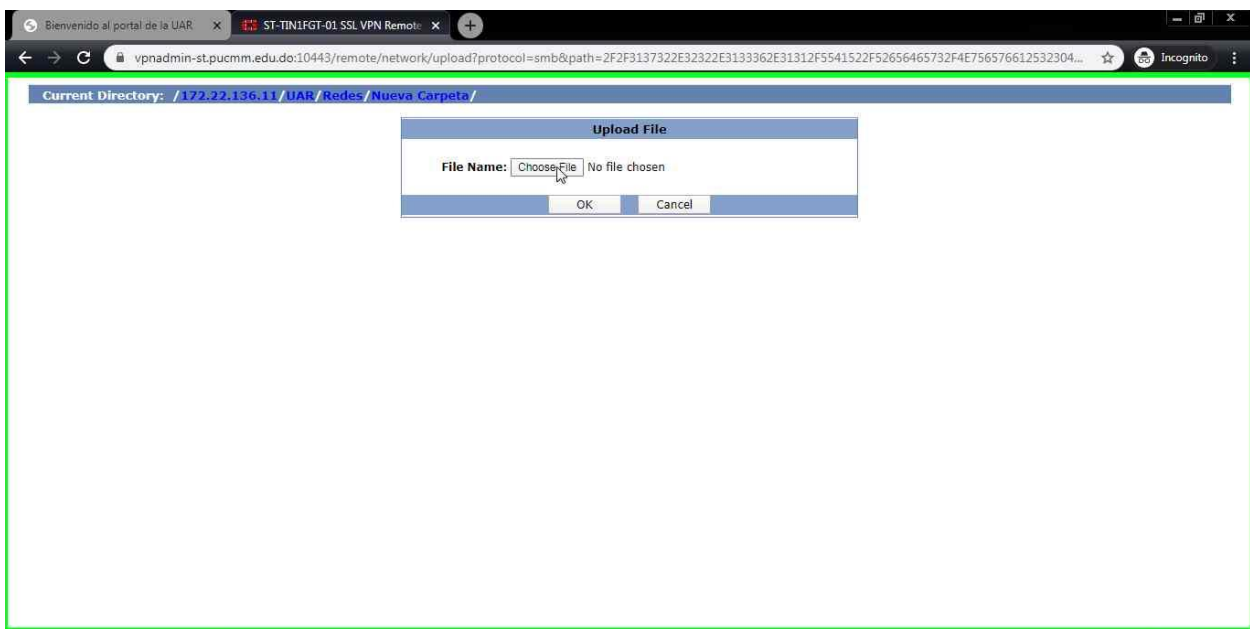 Bienvenido al portal de la UAR
ST-TIN1FGT-01 SSL VPN Remote
vpnadmin-st.pucmm.edu.do:10443/remote/network/upload?protocol=smb&path=2F2F3137322E32322E3133362E31312F5541522F52656465732F4E756576612532304...
Incognito
Current Directory: /172.22.136.11/UAR/Redes/Nueva Carpeta/
Upload File
File Name: Choose File No file chosen
OK Cancel